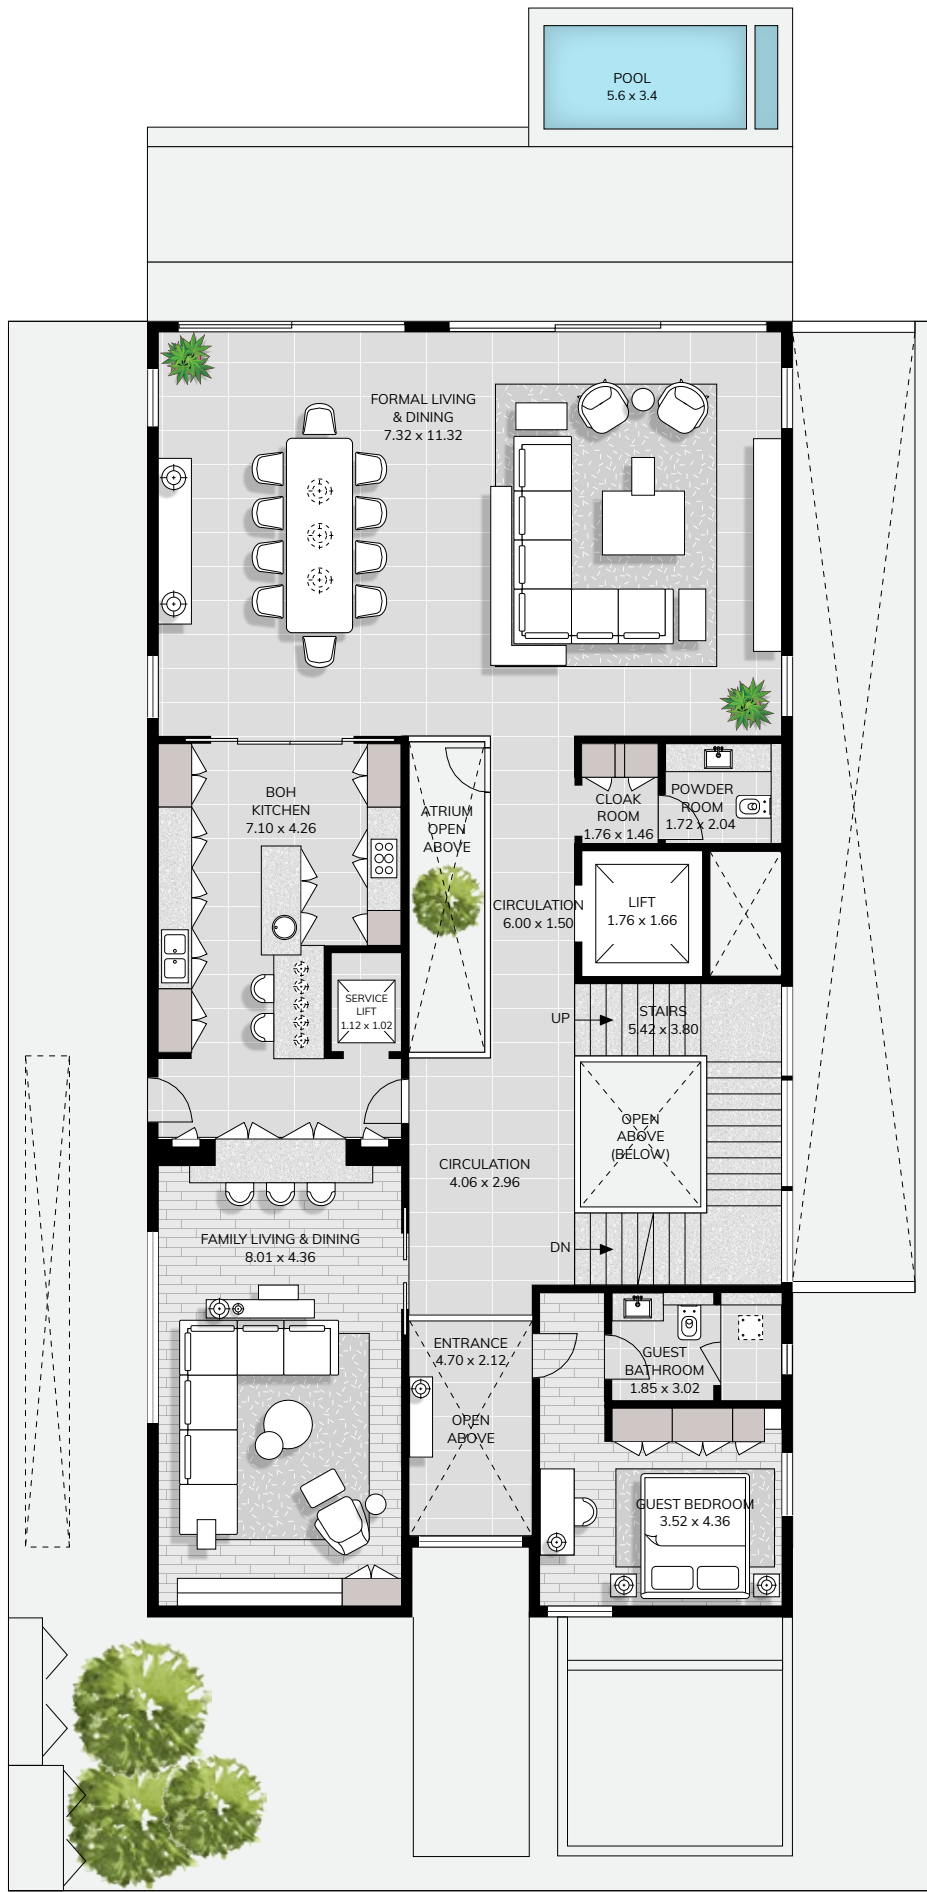 POOL
5.6 x 3.4
FORMAL LIVING
& DINING
7.32 x 11.32
BOH
KITCHEN
7.10 x 4.26
ATRIUM
OPEN
ABOVE
CLOAK
ROOM
1.76 x 1.46
POWDER
ROOM
1.72 x 2.04
CIRCULATION
6.00 x 1.50
LIFT
1.76 x 1.66
SERVICE
LIFT
1.12 x 1.02
UP
STAIRS
5.42 x 3.80
OPEN
ABOVE
(BELOW)
CIRCULATION
4.06 x 2.96
DN
FAMILY LIVING & DINING
8.01 x 4.36
ENTRANCE
4.70 x 2.12
OPEN
ABOVE
GUEST
BATHROOM
1.85 x 3.02
GUEST BEDROOM
3.52 x 4.36